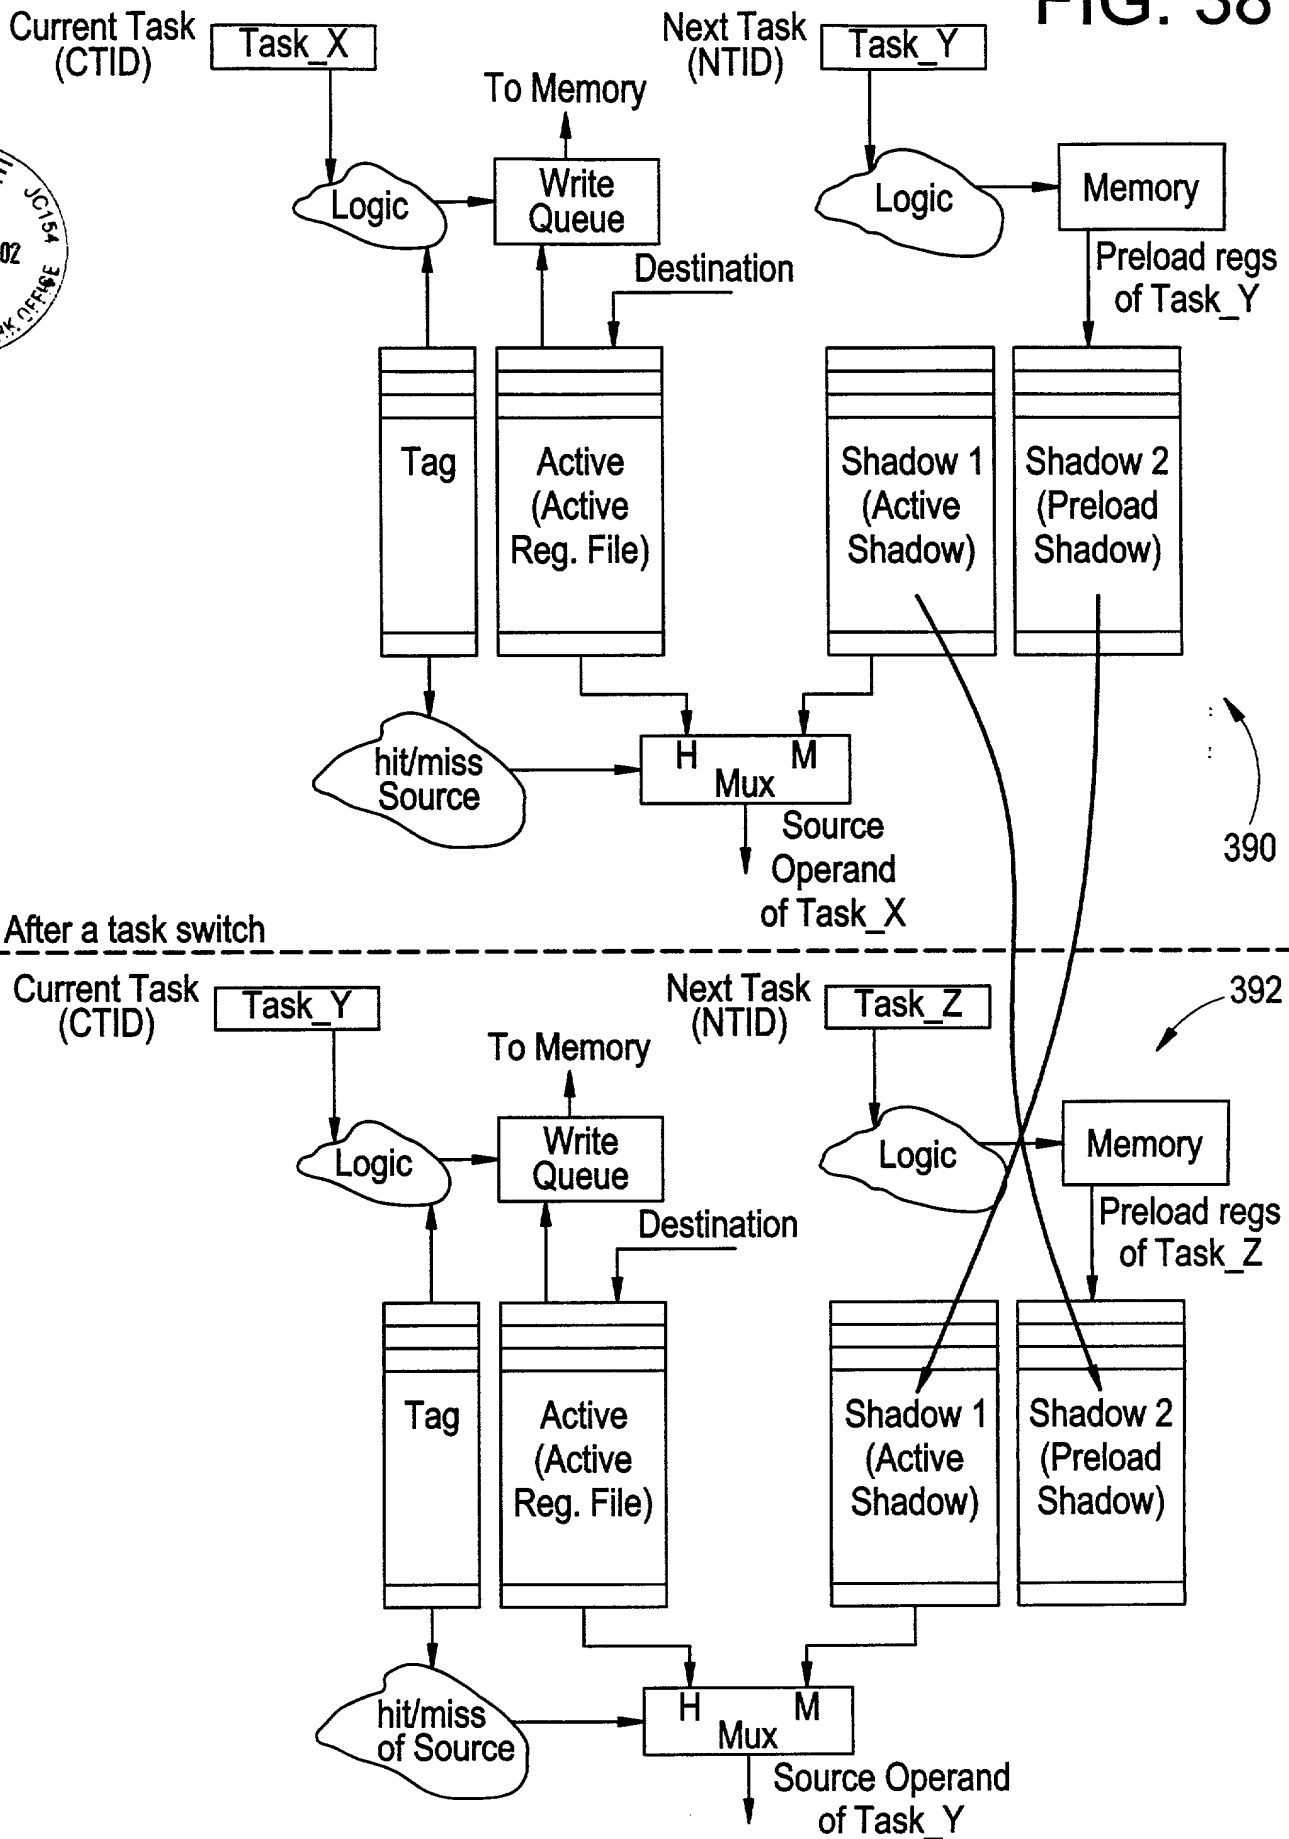 FIG. 38
Current Task
(CTID)
Task_X
Next Task
(NTID)
Task_Y
To Memory
Logic
Write
Queue
Logic
Memory
JC154
02
Destination
Preload regs
of Task_Y
Tag
Active
(Active
Reg. File)
Shadow 1
(Active
Shadow)
Shadow 2
(Preload
Shadow)
hit/miss
Source
H
M
Mux
Source
Operand
of Task_X
390
After a task switch
Current Task
(CTID)
Task_Y
Next Task
(NTID)
Task_Z
392
To Memory
Logic
Write
Queue
Logic
Memory
Destination
Preload regs
of Task_Z
Tag
Active
(Active
Reg. File)
Shadow 1
(Active
Shadow)
Shadow 2
(Preload
Shadow)
hit/miss
of Source
H
M
Mux
Source Operand
of Task_Y